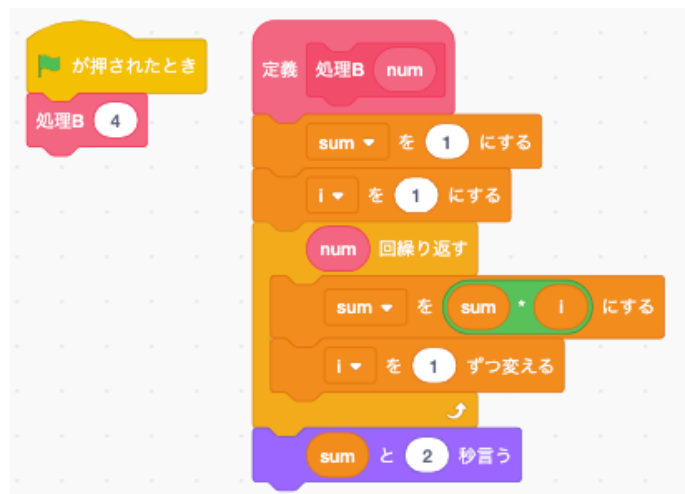 が押されたとき
処理B 4
定義 処理B num
sum を 1 にする
i を 1 にする
num 回繰り返す
sum を sum * i にする
i を 1 ずつ変える
sum と 2 秒言う